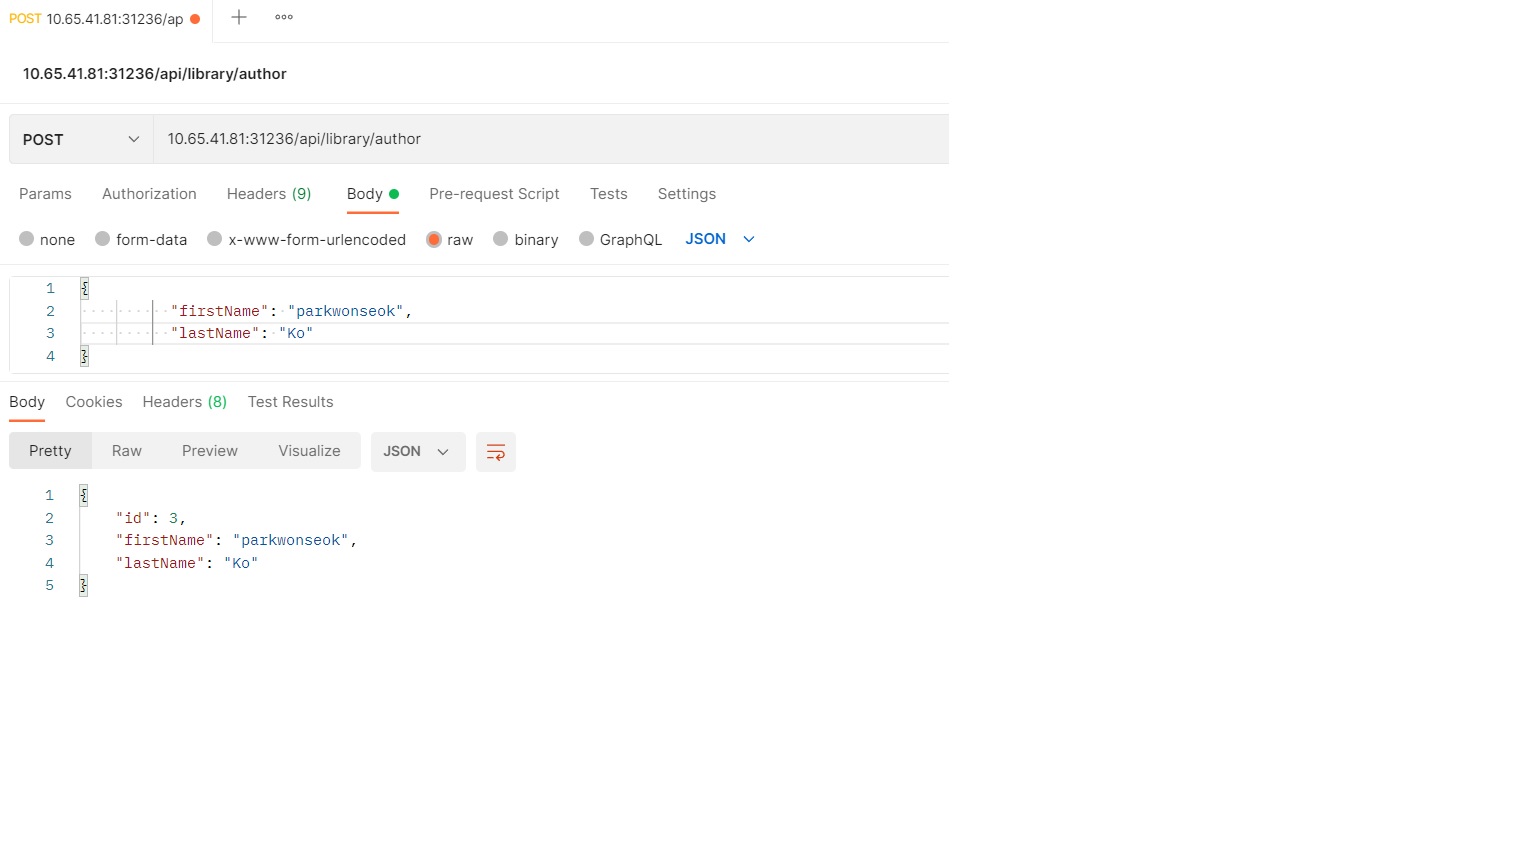 POST 10.65.41.81:31236/ap
10.65.41.81:31236/api/library/author
POST 10.65.41.81:31236/api/library/author
Params Authorization Headers (9) Body Pre-request Script Tests Settings
none form-data x-www-form-urlencoded raw binary GraphQL JSON
1 {
2 "firstName": "parkwonseok",
3 "lastName": "Ko"
4 }
Body Cookies Headers (8) Test Results
Pretty Raw Preview Visualize JSON
1 {
2 "id": 3,
3 "firstName": "parkwonseok",
4 "lastName": "Ko"
5 }